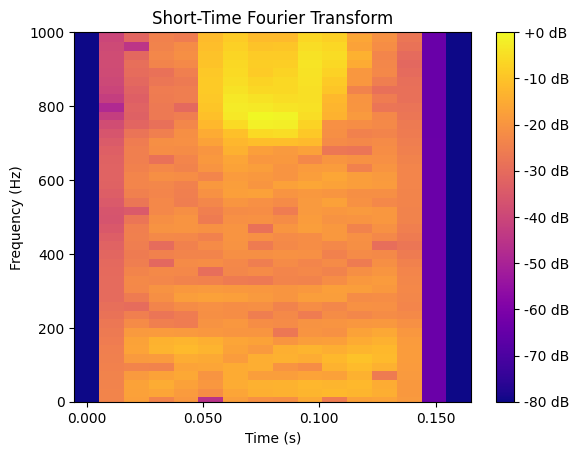 Short-Time Fourier Transform
1000
800
600
400
200
0
Frequency (Hz)
0.000
0.050
0.100
0.150
Time (s)
+0 dB
-10 dB
-20 dB
-30 dB
-40 dB
-50 dB
-60 dB
-70 dB
-80 dB